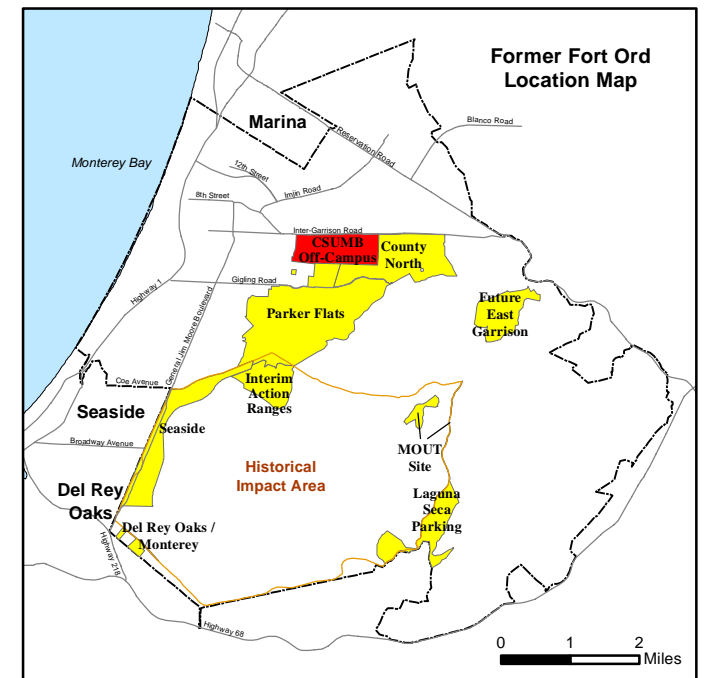 Former Fort Ord
Location Map
Marina
Blanco Road
Reservation Road
Monterey Bay
12th Street
Imjin Road
8th Street
Inter-Garrison Road
CSUMB
Off-Campus
County
North
Gigling Road
Highway 1
General Jim Moore Boulevard
Parker Flats
Future
East
Garrison
Coe Avenue
Interim
Action
Ranges
Seaside
Seaside
Broadway Avenue
MOUT
Site
Historical
Impact Area
Del Rey
Oaks
Laguna
Seca
Parking
Del Rey Oaks /
Monterey
Highway 218
Highway 68
0 1 2
Miles